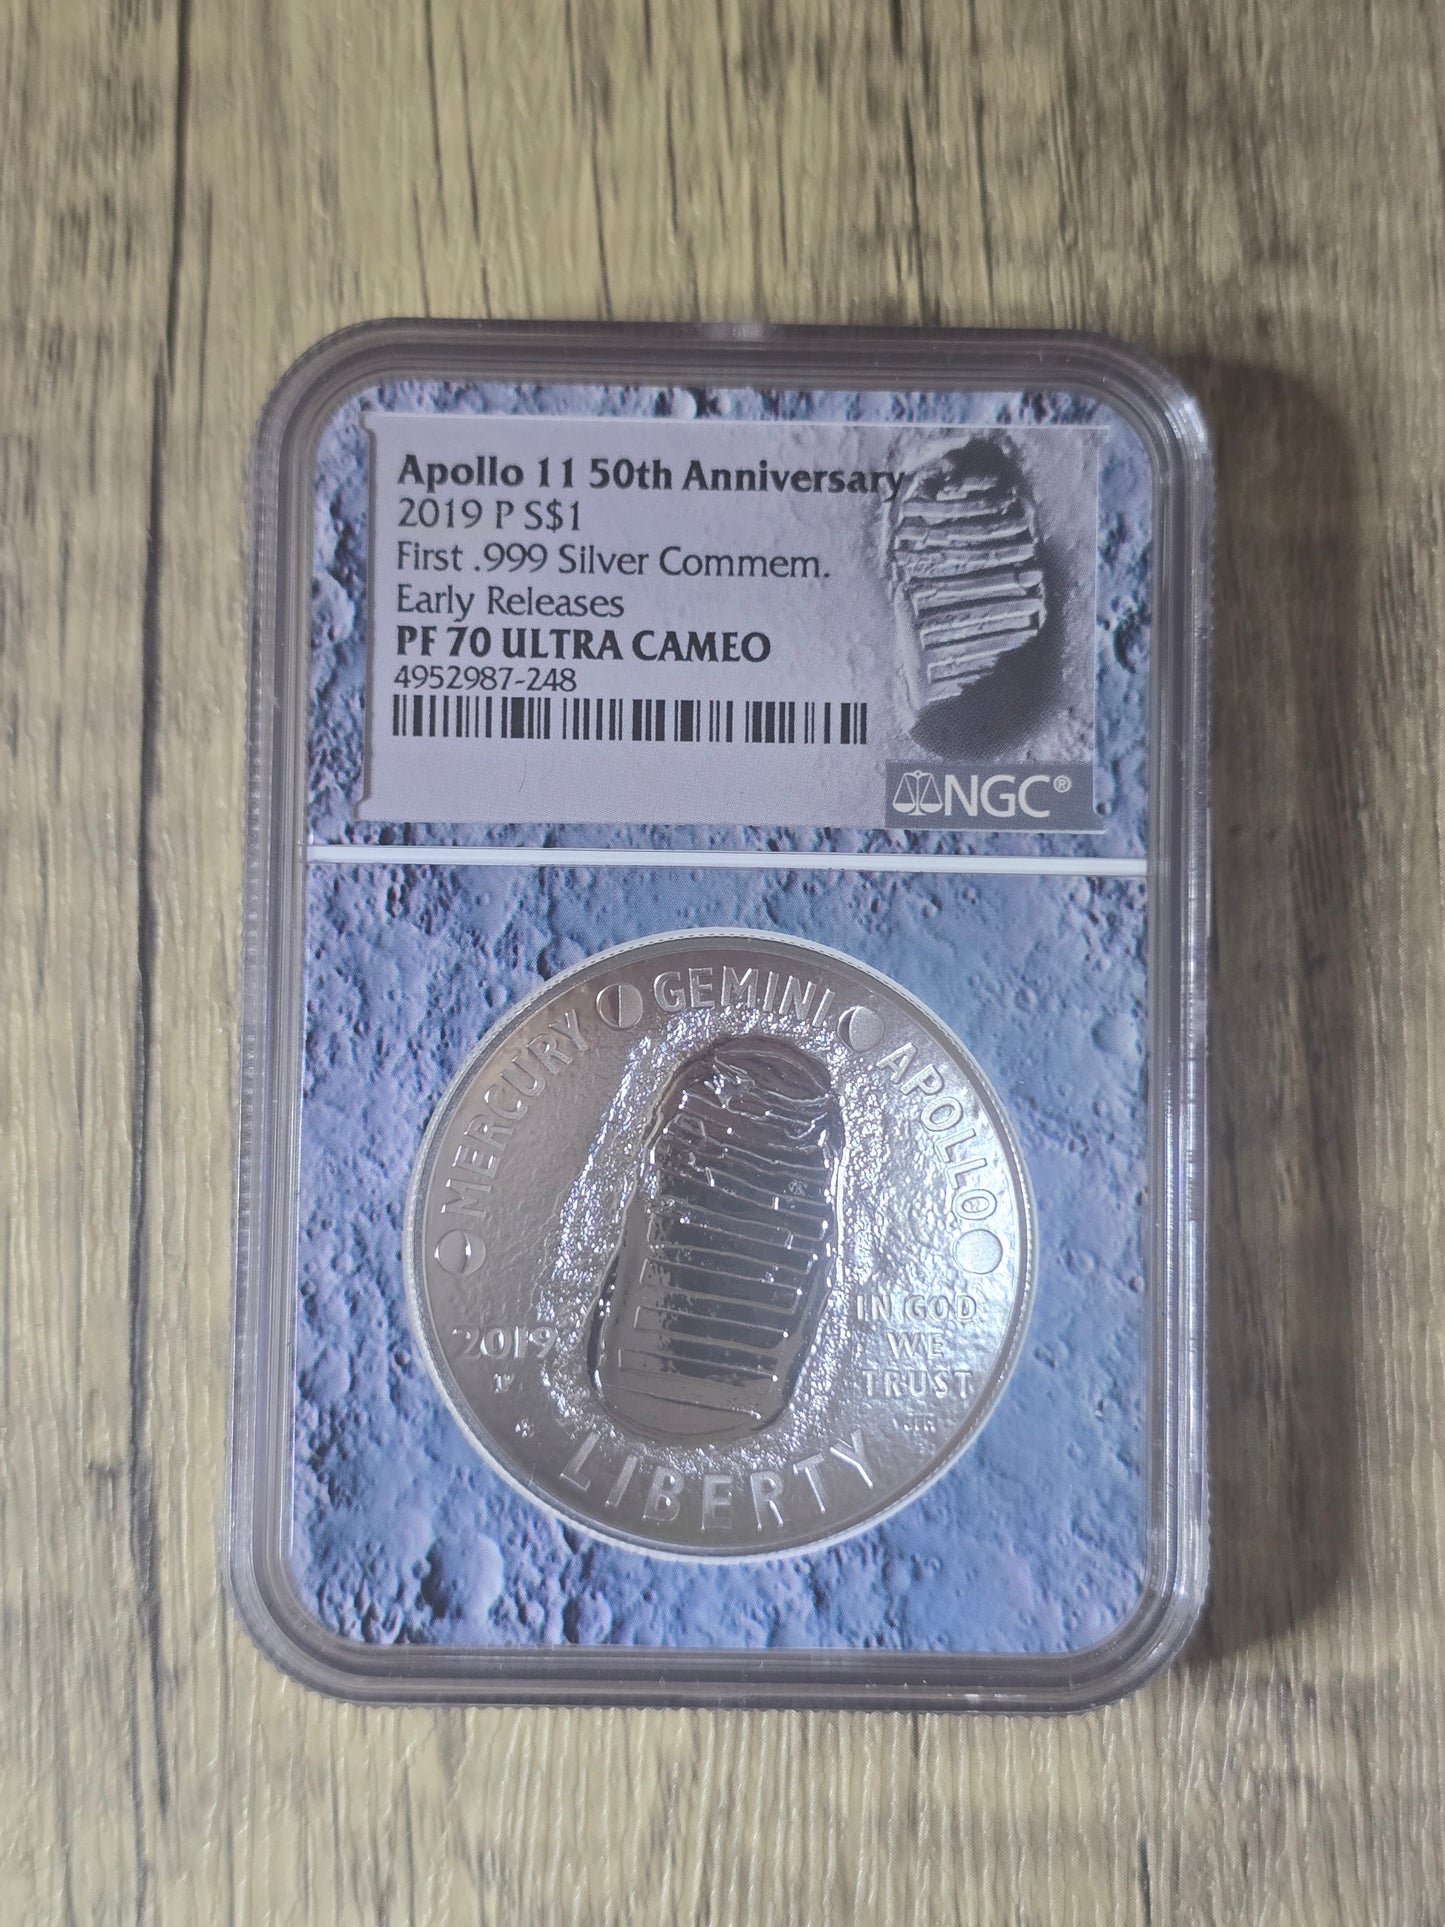 Apollo 11 50th Anniversary
2019 P S$1
First .999 Silver Commem.
Early Releases
PF 70 ULTRA CAMEO
4952987-248
NGC®
MERCURY
GEMINI
APOLLO
2019
P
IN GOD
WE
TRUST
LIBERTY